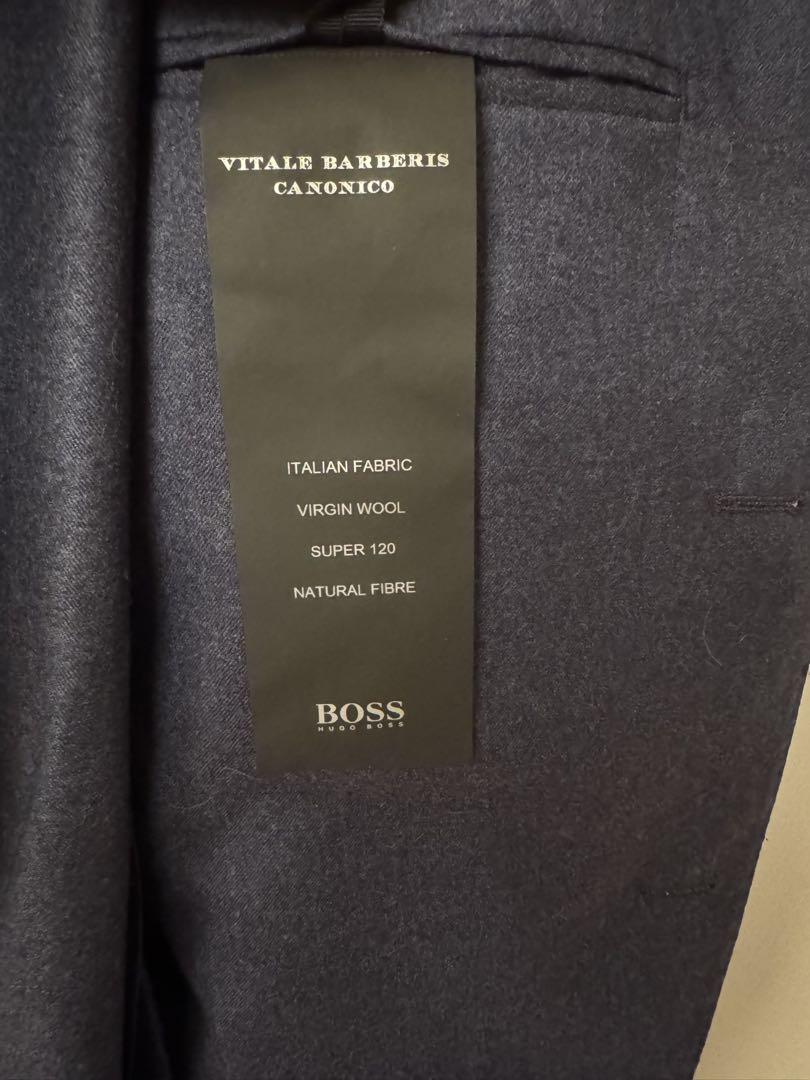 VITALE BARBERIS
CANONICO
ITALIAN FABRIC
VIRGIN WOOL
SUPER 120
NATURAL FIBRE
BOSS
HUGO BOSS